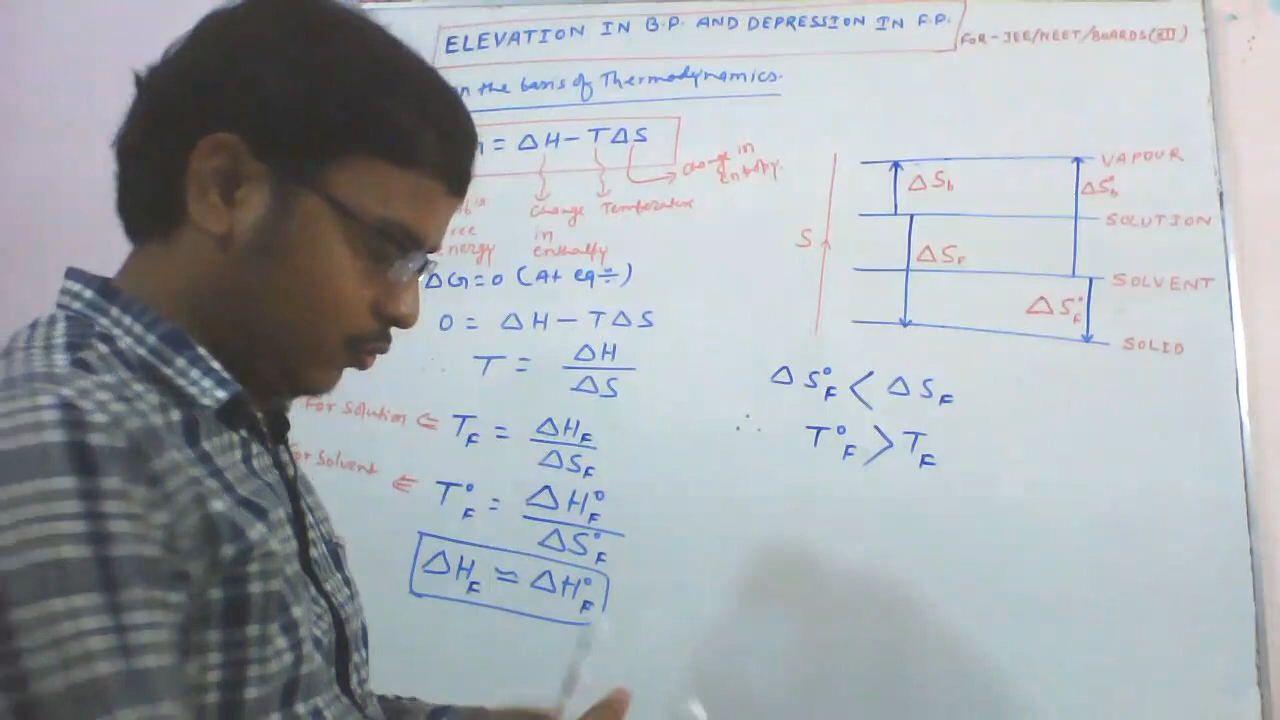 ELEVATION IN B.P. AND DEPRESSION IN F.P.
FOR-JEE/NEET/BOARDS(XII)
n the basis of Thermodynamics.
= ΔH - TΔS
Change in
entropy.
Change
in
enthalpy
Temperature
energy
ΔG=0 (At eqm)
0 = ΔH - TΔS
T = ΔH/ΔS
For solution ⇐ T_F = ΔH_F/ΔS_F
For solvent ⇐ T°_F = ΔH°_F/ΔS°_F
ΔH_F ≈ ΔH°_F
S
VAPOUR
ΔS_b
ΔS°_b
SOLUTION
ΔS_F
SOLVENT
ΔS°_F
SOLID
ΔS°_F < ΔS_F
∴ T°_F > T_F